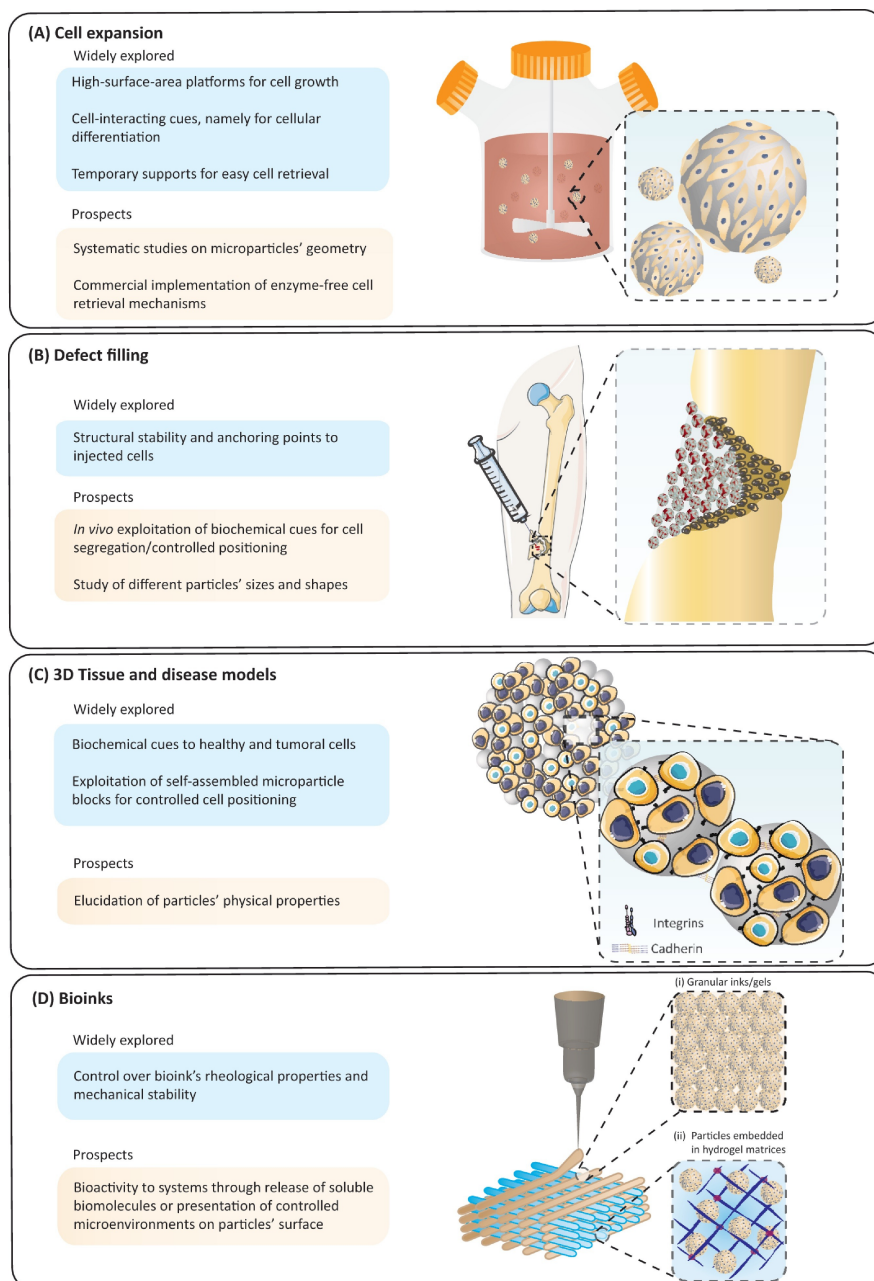 (A) Cell expansion
Widely explored
High-surface-area platforms for cell growth
Cell-interacting cues, namely for cellular
differentiation
Temporary supports for easy cell retrieval
Prospects
Systematic studies on microparticles’ geometry
Commercial implementation of enzyme-free cell
retrieval mechanisms
(B) Defect filling
Widely explored
Structural stability and anchoring points to
injected cells
Prospects
In vivo exploitation of biochemical cues for cell
segregation/controlled positioning
Study of different particles’ sizes and shapes
(C) 3D Tissue and disease models
Widely explored
Biochemical cues to healthy and tumoral cells
Exploitation of self-assembled microparticle
blocks for controlled cell positioning
Prospects
Elucidation of particles’ physical properties
Integrins
Cadherin
(D) Bioinks
Widely explored
Control over bioink’s rheological properties and
mechanical stability
Prospects
Bioactivity to systems through release of soluble
biomolecules or presentation of controlled
microenvironments on particles’ surface
(i) Granular inks/gels
(ii) Particles embedded
in hydrogel matrices